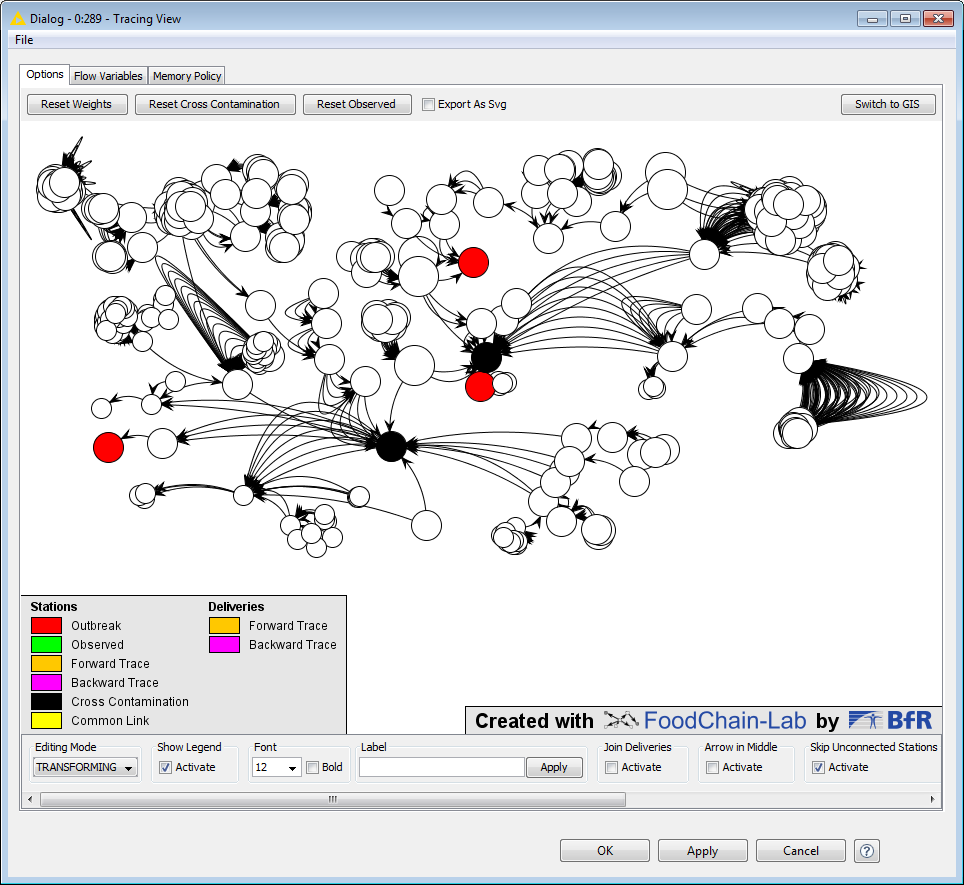 Dialog - 0:289 - Tracing View
File
Options Flow Variables Memory Policy
Reset Weights Reset Cross Contamination Reset Observed Export As Svg Switch to GIS
Stations Deliveries
Outbreak Forward Trace
Observed Backward Trace
Forward Trace
Backward Trace
Cross Contamination
Common Link
Created with FoodChain-Lab by BfR
Editing Mode Show Legend Font Label Join Deliveries Arrow in Middle Skip Unconnected Stations
TRANSFORMING Activate 12 Bold Apply Activate Activate Activate
OK Apply Cancel ?